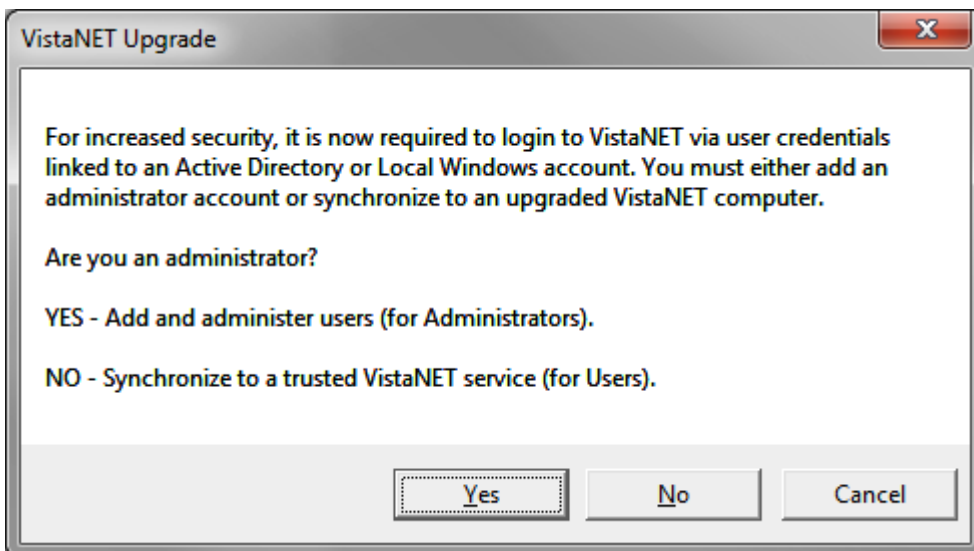 VistaNET Upgrade
For increased security, it is now required to login to VistaNET via user credentials
linked to an Active Directory or Local Windows account. You must either add an
administrator account or synchronize to an upgraded VistaNET computer.
Are you an administrator?
YES - Add and administer users (for Administrators).
NO - Synchronize to a trusted VistaNET service (for Users).
Yes No Cancel